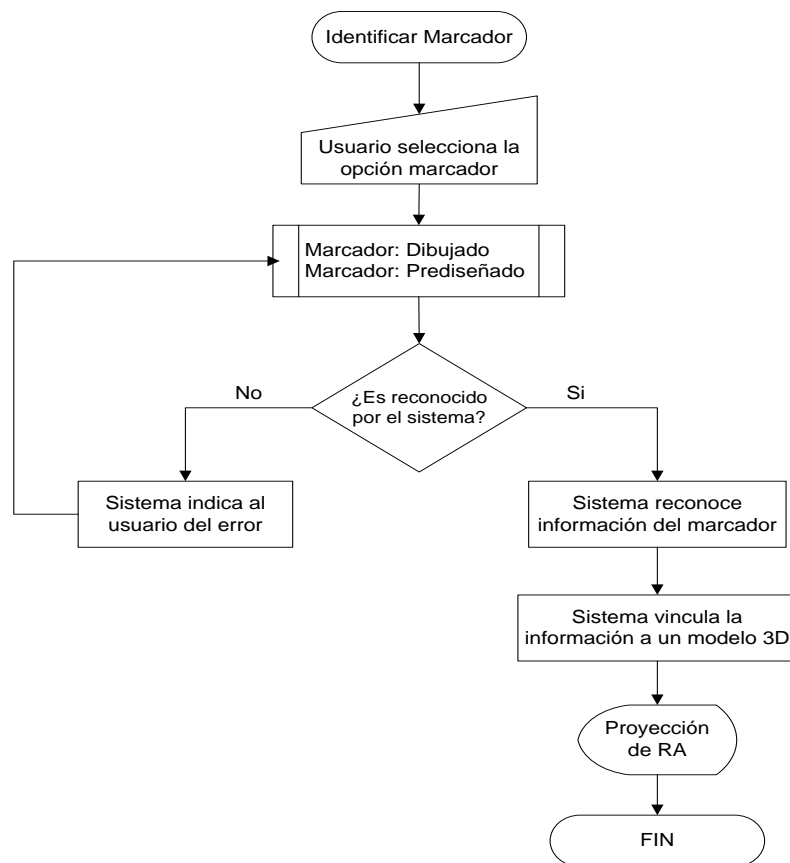 Identificar Marcador
Usuario selecciona la
opción marcador
Marcador: Dibujado
Marcador: Prediseñado
¿Es reconocido
por el sistema?
No
Si
Sistema indica al
usuario del error
Sistema reconoce
información del marcador
Sistema vincula la
información a un modelo 3D
Proyección
de RA
FIN